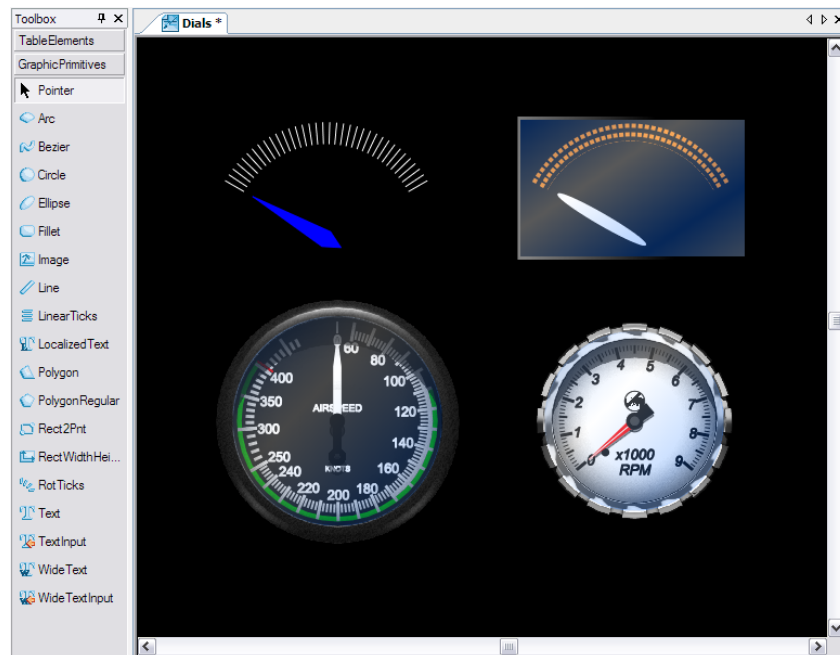 Toolbox
TableElements
GraphicPrimitives
Pointer
Arc
Bezier
Circle
Ellipse
Fillet
Image
Line
LinearTicks
LocalizedText
Polygon
PolygonRegular
Rect2Pnt
RectWidthHei...
RotTicks
Text
TextInput
WideText
WideTextInput
Dials *
60
80
100
120
140
160
180
200
220
240
250
300
350
400
AIRSPEED
KNOTS
0
1
2
3
4
5
6
7
8
9
x1000
RPM